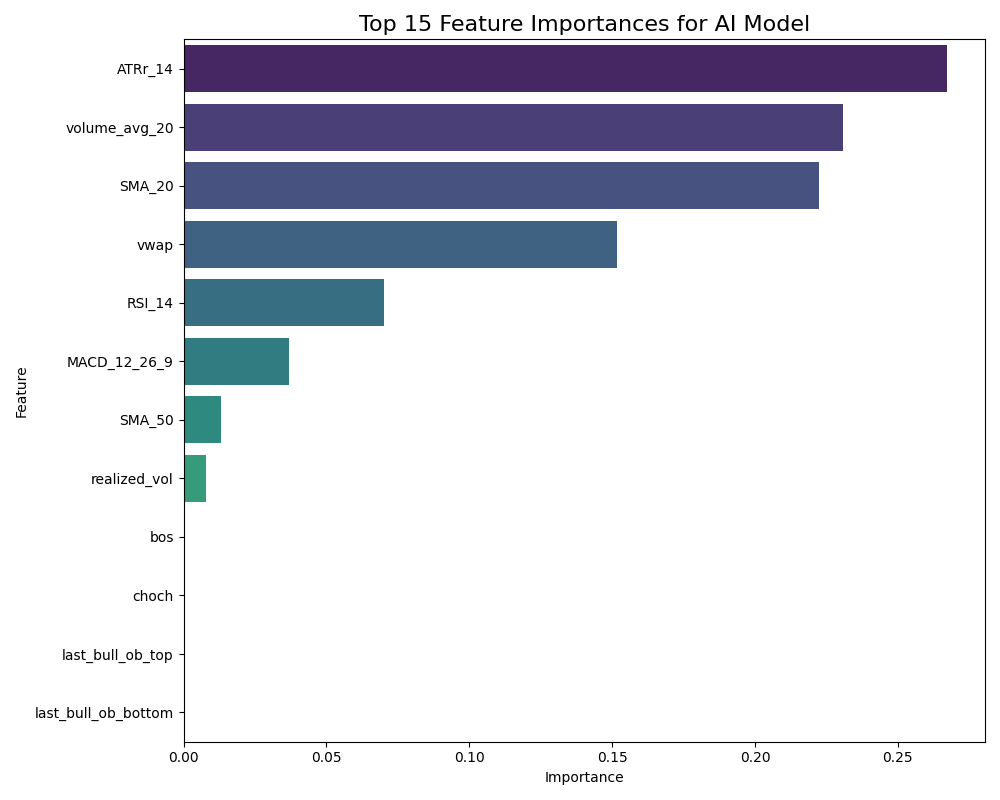 Top 15 Feature Importances for AI Model
Feature
ATRr_14
volume_avg_20
SMA_20
vwap
RSI_14
MACD_12_26_9
SMA_50
realized_vol
bos
choch
last_bull_ob_top
last_bull_ob_bottom
0.00 0.05 0.10 0.15 0.20 0.25
Importance